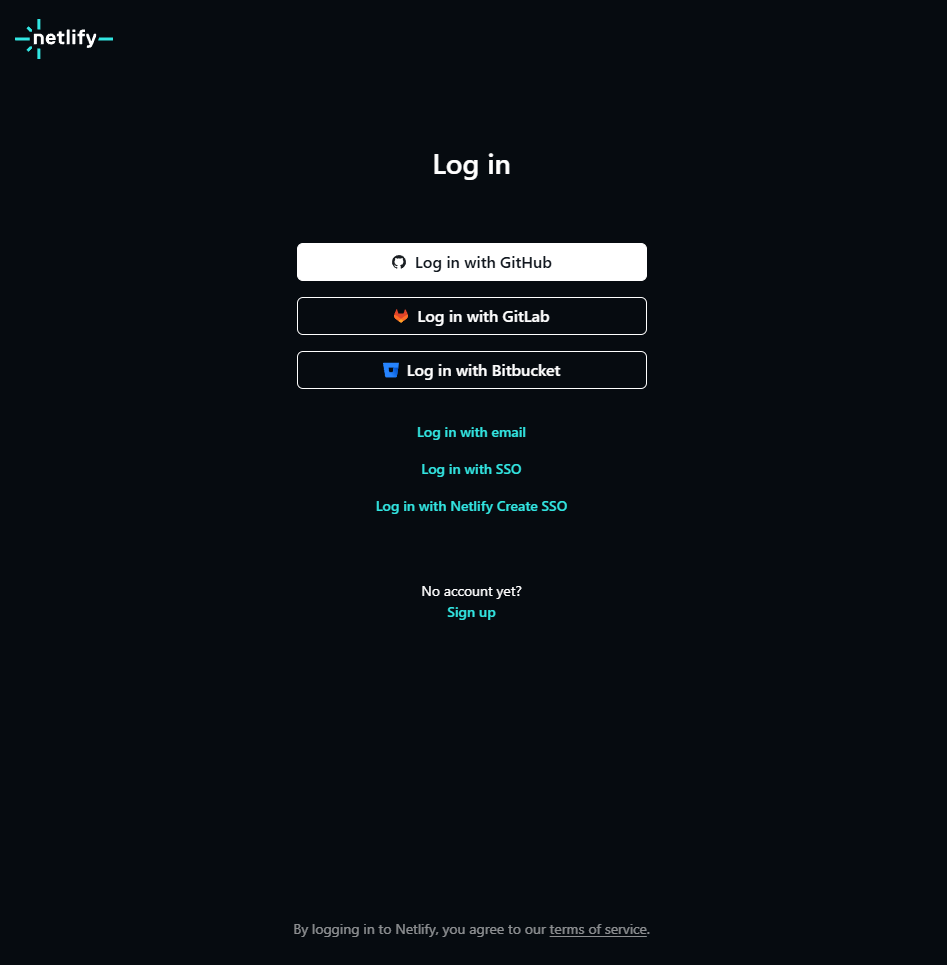 netlify
Log in
Log in with GitHub
Log in with GitLab
Log in with Bitbucket
Log in with email
Log in with SSO
Log in with Netlify Create SSO
No account yet?
Sign up
By logging in to Netlify, you agree to our terms of service.